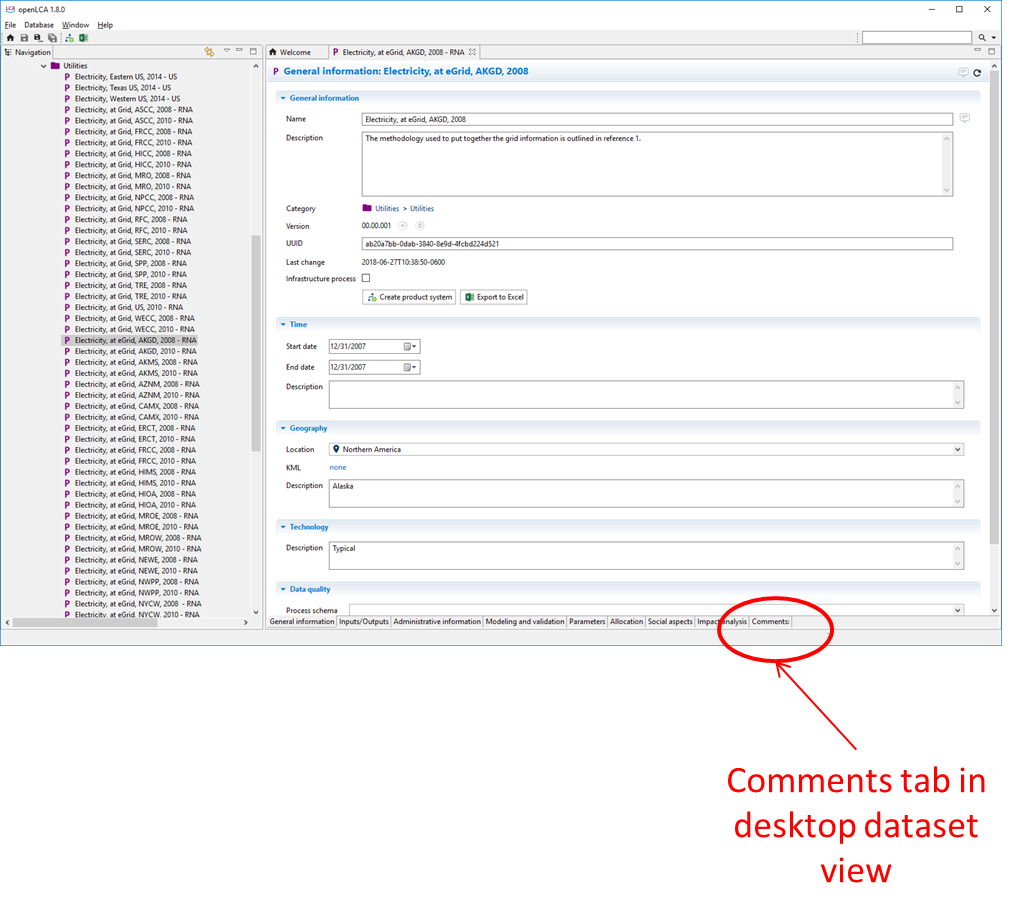 openLCA 1.8.0
File Database Window Help
Navigation
Utilities
P Electricity, Eastern US, 2014 - US
P Electricity, Texas US, 2014 - US
P Electricity, Western US, 2014 - US
P Electricity, at Grid, ASCC, 2008 - RNA
P Electricity, at Grid, ASCC, 2010 - RNA
P Electricity, at Grid, FRCC, 2008 - RNA
P Electricity, at Grid, FRCC, 2010 - RNA
P Electricity, at Grid, HICC, 2008 - RNA
P Electricity, at Grid, HICC, 2010 - RNA
P Electricity, at Grid, MRO, 2008 - RNA
P Electricity, at Grid, MRO, 2010 - RNA
P Electricity, at Grid, NPCC, 2008 - RNA
P Electricity, at Grid, NPCC, 2010 - RNA
P Electricity, at Grid, RFC, 2008 - RNA
P Electricity, at Grid, RFC, 2010 - RNA
P Electricity, at Grid, SERC, 2008 - RNA
P Electricity, at Grid, SERC, 2010 - RNA
P Electricity, at Grid, SPP, 2008 - RNA
P Electricity, at Grid, SPP, 2010 - RNA
P Electricity, at Grid, TRE, 2008 - RNA
P Electricity, at Grid, TRE, 2010 - RNA
P Electricity, at Grid, US, 2010 - RNA
P Electricity, at Grid, WECC, 2008 - RNA
P Electricity, at Grid, WECC, 2010 - RNA
P Electricity, at eGrid, AKGD, 2008 - RNA
P Electricity, at eGrid, AKGD, 2010 - RNA
P Electricity, at eGrid, AKMS, 2008 - RNA
P Electricity, at eGrid, AKMS, 2010 - RNA
P Electricity, at eGrid, AZNM, 2008 - RNA
P Electricity, at eGrid, AZNM, 2010 - RNA
P Electricity, at eGrid, CAMX, 2008 - RNA
P Electricity, at eGrid, CAMX, 2010 - RNA
P Electricity, at eGrid, ERCT, 2008 - RNA
P Electricity, at eGrid, ERCT, 2010 - RNA
P Electricity, at eGrid, FRCC, 2008 - RNA
P Electricity, at eGrid, FRCC, 2010 - RNA
P Electricity, at eGrid, HIMS, 2008 - RNA
P Electricity, at eGrid, HIMS, 2010 - RNA
P Electricity, at eGrid, HIOA, 2008 - RNA
P Electricity, at eGrid, HIOA, 2010 - RNA
P Electricity, at eGrid, MROE, 2008 - RNA
P Electricity, at eGrid, MROE, 2010 - RNA
P Electricity, at eGrid, MROW, 2008 - RNA
P Electricity, at eGrid, MROW, 2010 - RNA
P Electricity, at eGrid, NEWE, 2008 - RNA
P Electricity, at eGrid, NEWE, 2010 - RNA
P Electricity, at eGrid, NWPP, 2008 - RNA
P Electricity, at eGrid, NWPP, 2010 - RNA
P Electricity, at eGrid, NYCW, 2008 - RNA
P Electricity, at eGrid, NYCW, 2010 - RNA
Welcome P Electricity, at eGrid, AKGD, 2008 - RNA
P General information: Electricity, at eGrid, AKGD, 2008
General information
Name Electricity, at eGrid, AKGD, 2008
Description The methodology used to put together the grid information is outlined in reference 1.
Category Utilities > Utilities
Version 00.00.001
UUID ab20a7bb-0dab-3840-8e9d-4fcbd224d521
Last change 2018-06-27T10:38:50-0600
Infrastructure process
Create product system Export to Excel
Time
Start date 12/31/2007
End date 12/31/2007
Description
Geography
Location Northern America
KML none
Description Alaska
Technology
Description Typical
Data quality
Process schema
General information Inputs/Outputs Administrative information Modeling and validation Parameters Allocation Social aspects Impact analysis Comments:
Comments tab in
desktop dataset
view